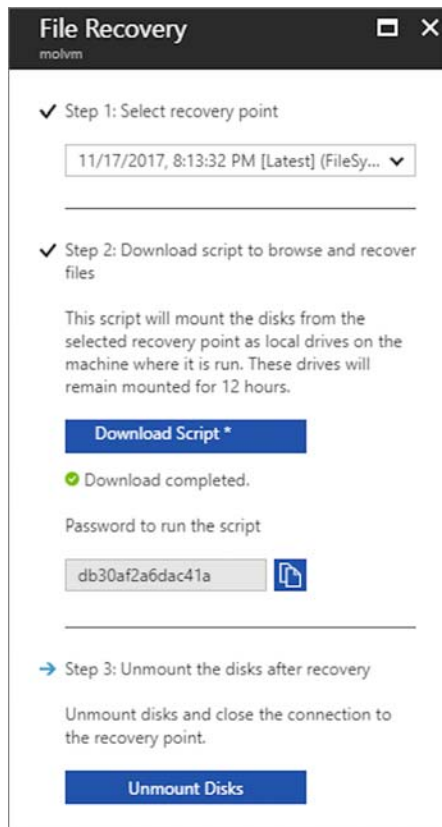 File Recovery
molvm
Step 1: Select recovery point
11/17/2017, 8:13:32 PM [Latest] (FileSy...
Step 2: Download script to browse and recover
files
This script will mount the disks from the
selected recovery point as local drives on the
machine where it is run. These drives will
remain mounted for 12 hours.
Download Script *
Download completed.
Password to run the script
db30af2a6dac41a
Step 3: Unmount the disks after recovery
Unmount disks and close the connection to
the recovery point.
Unmount Disks